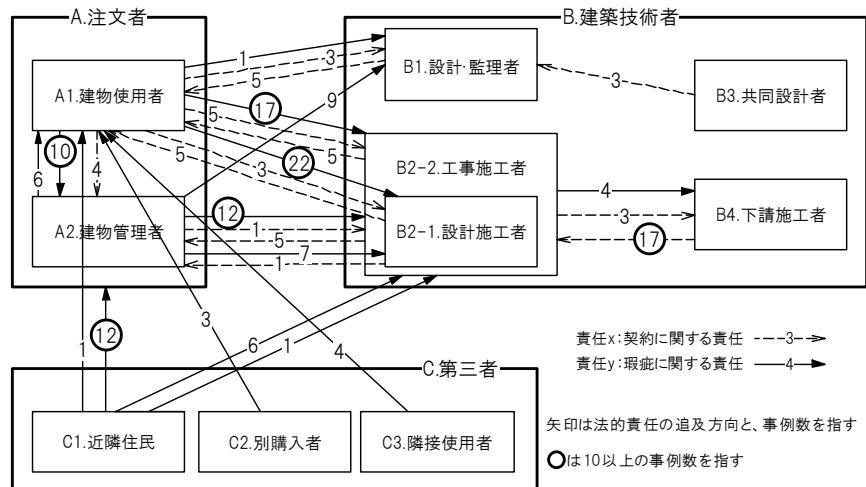 A.注文者
B.建築技術者
A1.建物使用者
B1.設計・監理者
B3.共同設計者
1
3
5
9
3
17
5
5
22
3
5
10
4
6
B2-2.工事施工者
A2.建物管理者
B2-1.設計施工者
B4.下請施工者
12
1
5
7
1
4
3
17
12
1
3
6
1
4
責任x:契約に関する責任 3
責任y:瑕疵に関する責任 4
C.第三者
C1.近隣住民
C2.別購入者
C3.隣接使用者
矢印は法的責任の追及方向と、事例数を指す
○は10以上の事例数を指す